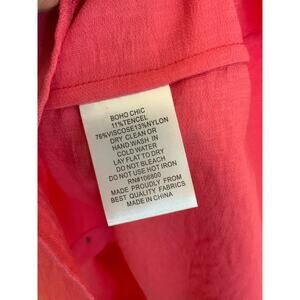 BOHO CHIC
11%TENCEL
76%VISCOSE13%NYLON
DRY CLEAN OR
HAND WASH IN
COLD WATER
LAY FLAT TO DRY
DO NOT BLEACH
DO NOT USE HOT IRON
RN#106800
MADE PROUDLY FROM
BEST QUALITY FABRICS
MADE IN CHINA